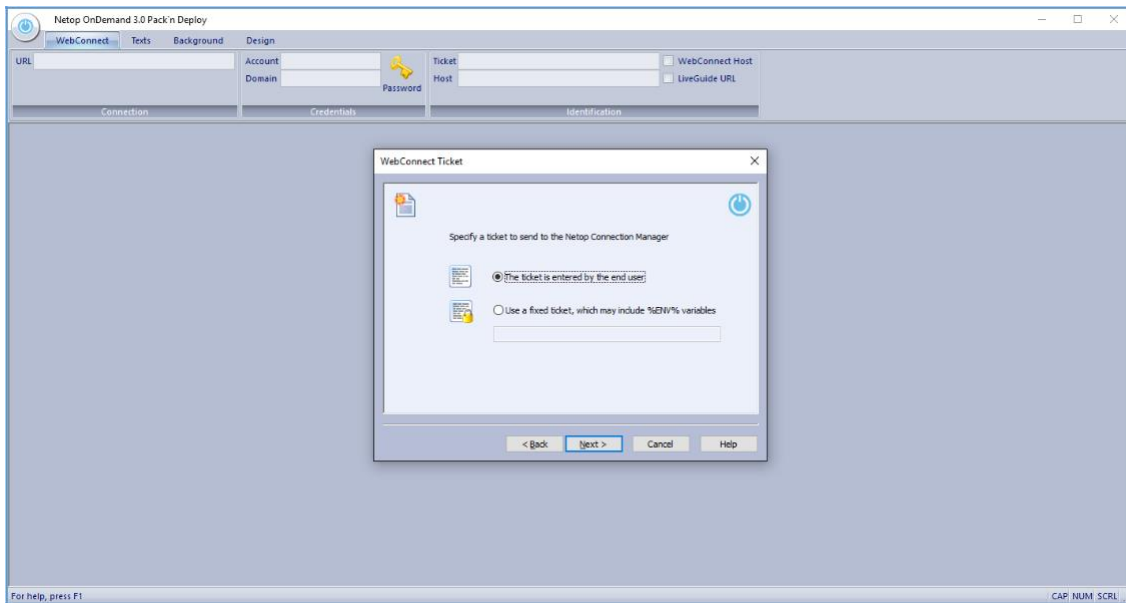 Netop OnDemand 3.0 Pack'n Deploy
WebConnect Texts Background Design
URL Account Ticket WebConnect Host
Domain Password Host LiveGuide URL
Connection Credentials Identification
WebConnect Ticket
Specify a ticket to send to the Netop Connection Manager
The ticket is entered by the end user
Use a fixed ticket, which may include %ENV% variables
< Back Next > Cancel Help
For help, press F1 CAP NUM SCRL